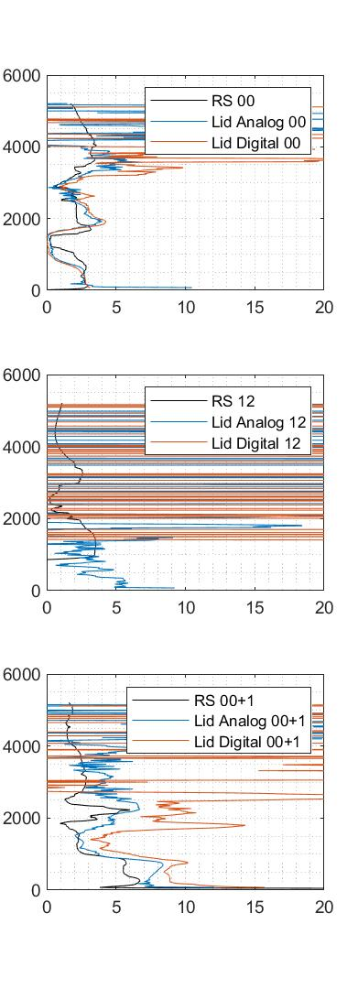 6000
RS 00
Lid Analog 00
Lid Digital 00
4000
2000
0
0 5 10 15 20
6000
RS 12
Lid Analog 12
Lid Digital 12
4000
2000
0
0 5 10 15 20
6000
RS 00+1
Lid Analog 00+1
Lid Digital 00+1
4000
2000
0
0 5 10 15 20